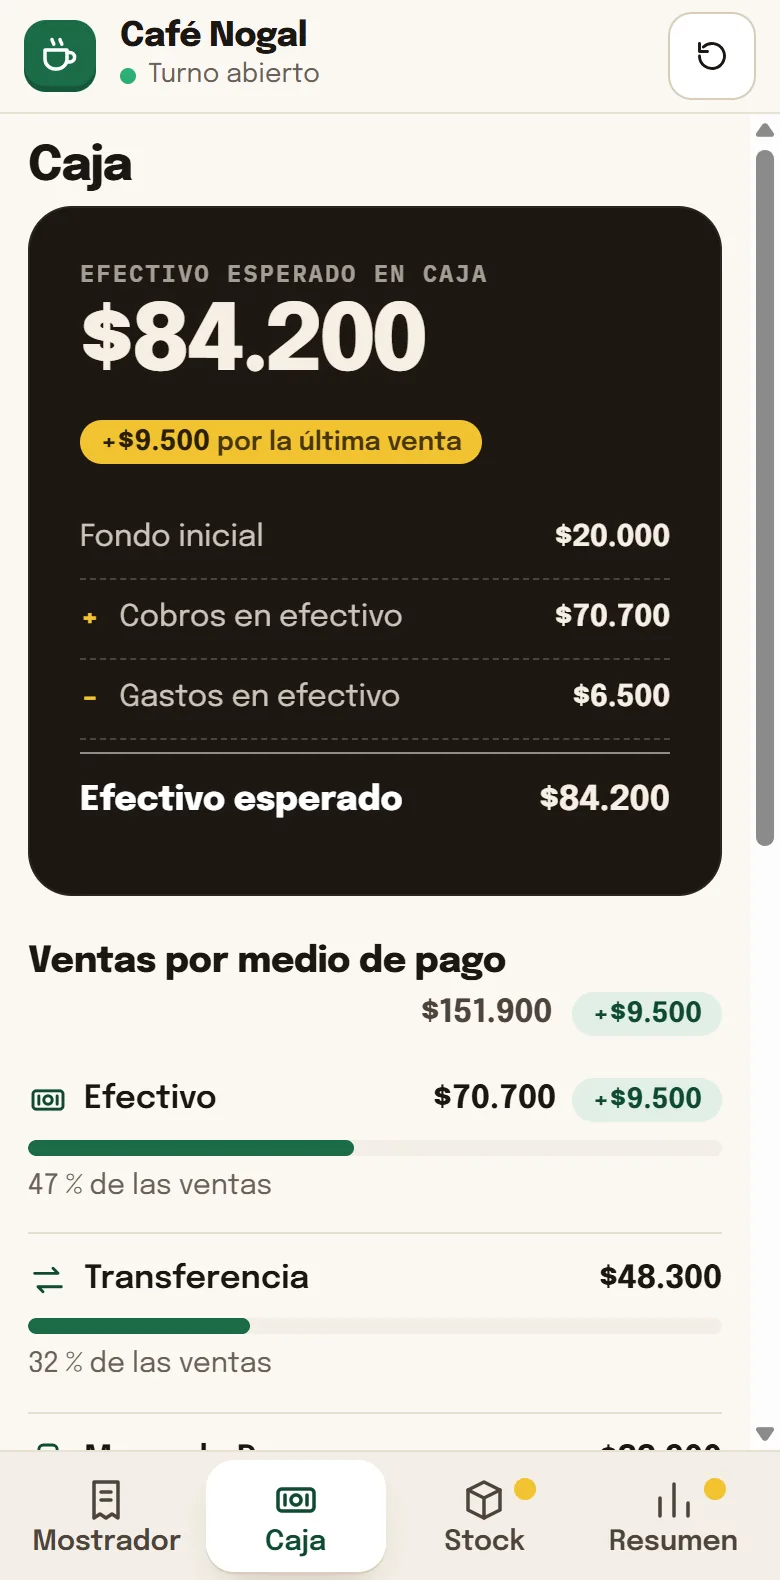 Café Nogal
Turno abierto
Caja
EFECTIVO ESPERADO EN CAJA
$84.200
+$9.500 por la última venta
Fondo inicial $20.000
+ Cobros en efectivo $70.700
- Gastos en efectivo $6.500
Efectivo esperado $84.200
Ventas por medio de pago
$151.900 +$9.500
Efectivo $70.700 +$9.500
47 % de las ventas
Transferencia $48.300
32 % de las ventas
Mostrador Caja Stock Resumen